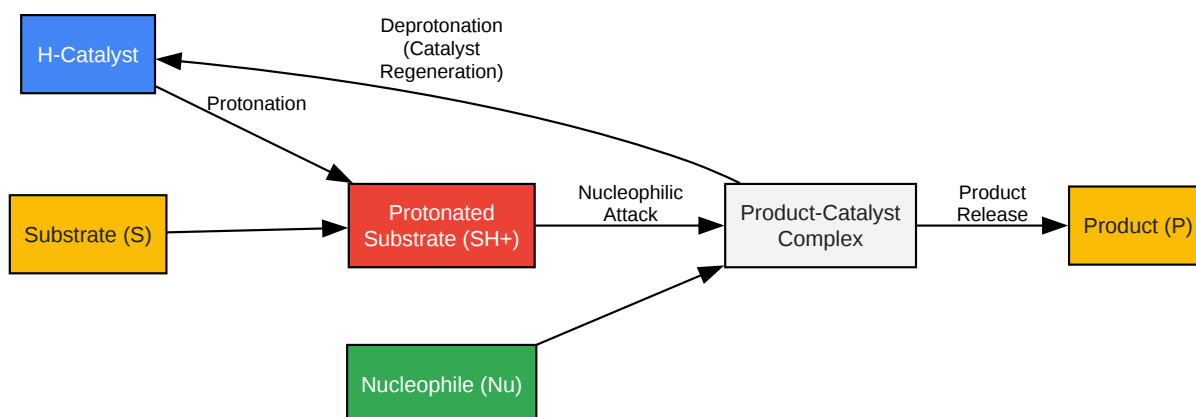 Deprotonation
(Catalyst
Regeneration)
H-Catalyst
Protonation
Substrate (S)
Protonated
Substrate (SH+)
Nucleophilic
Attack
Product-Catalyst
Complex
Product
Release
Product (P)
Nucleophile (Nu)